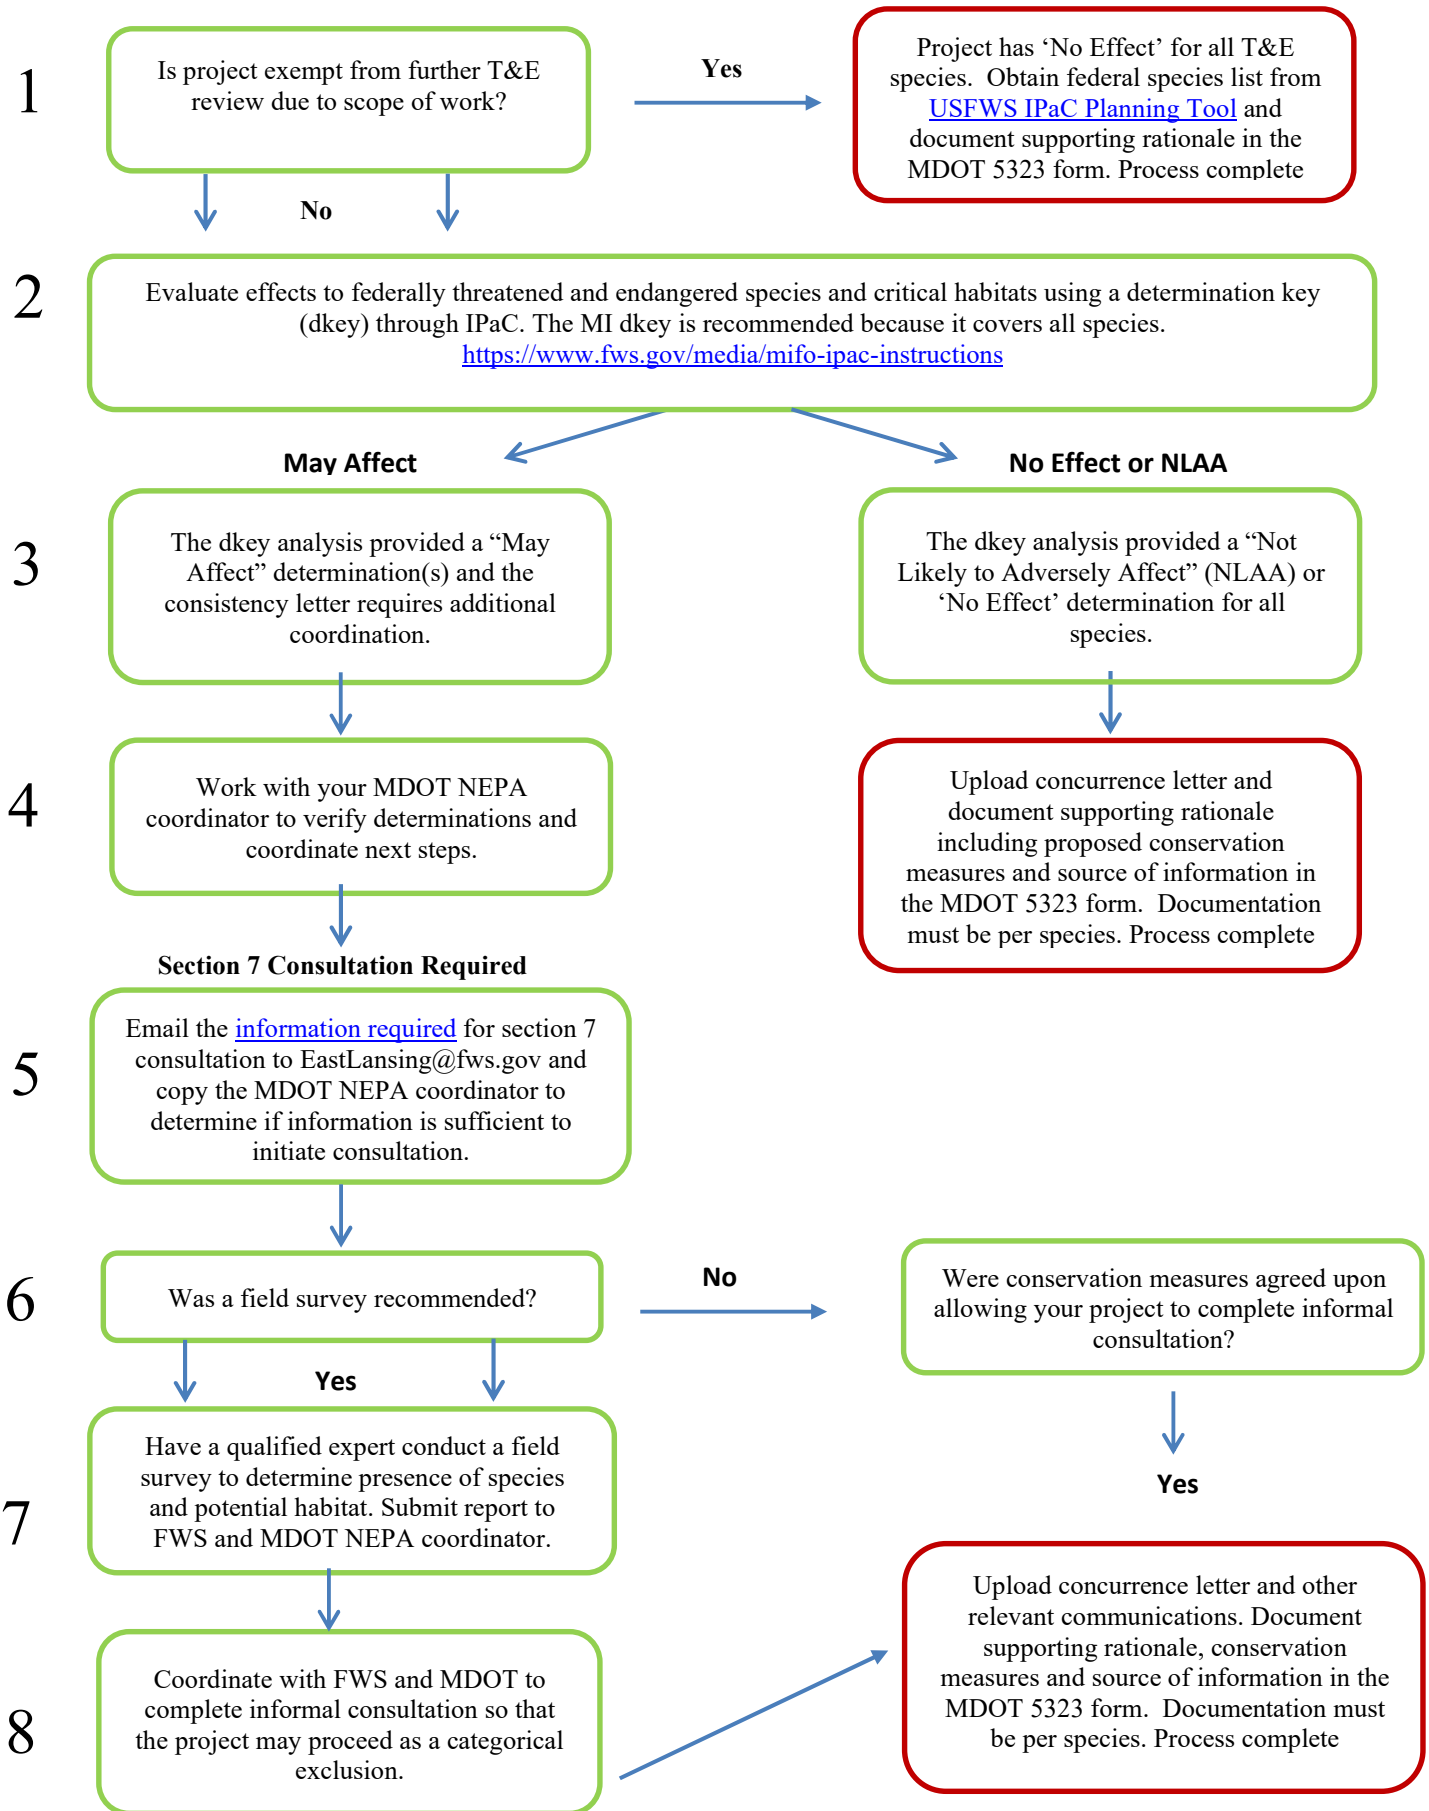 1
Is project exempt from further T&E
review due to scope of work?
Yes
Project has ‘No Effect’ for all T&E
species.  Obtain federal species list from
USFWS IPaC Planning Tool and
document supporting rationale in the
MDOT 5323 form. Process complete
No
2
Evaluate effects to federally threatened and endangered species and critical habitats using a determination key
(dkey) through IPaC. The MI dkey is recommended because it covers all species.
https://www.fws.gov/media/mifo-ipac-instructions
May Affect
No Effect or NLAA
3
The dkey analysis provided a “May
Affect” determination(s) and the
consistency letter requires additional
coordination.
The dkey analysis provided a “Not
Likely to Adversely Affect” (NLAA) or
‘No Effect’ determination for all
species.
4
Work with your MDOT NEPA
coordinator to verify determinations and
coordinate next steps.
Upload concurrence letter and
document supporting rationale
including proposed conservation
measures and source of information in
the MDOT 5323 form.  Documentation
must be per species. Process complete
Section 7 Consultation Required
5
Email the information required for section 7
consultation to EastLansing@fws.gov and
copy the MDOT NEPA coordinator to
determine if information is sufficient to
initiate consultation.
6
Was a field survey recommended?
No
Were conservation measures agreed upon
allowing your project to complete informal
consultation?
Yes
Yes
7
Have a qualified expert conduct a field
survey to determine presence of species
and potential habitat. Submit report to
FWS and MDOT NEPA coordinator.
8
Coordinate with FWS and MDOT to
complete informal consultation so that
the project may proceed as a categorical
exclusion.
Upload concurrence letter and other
relevant communications. Document
supporting rationale, conservation
measures and source of information in the
MDOT 5323 form.  Documentation must
be per species. Process complete